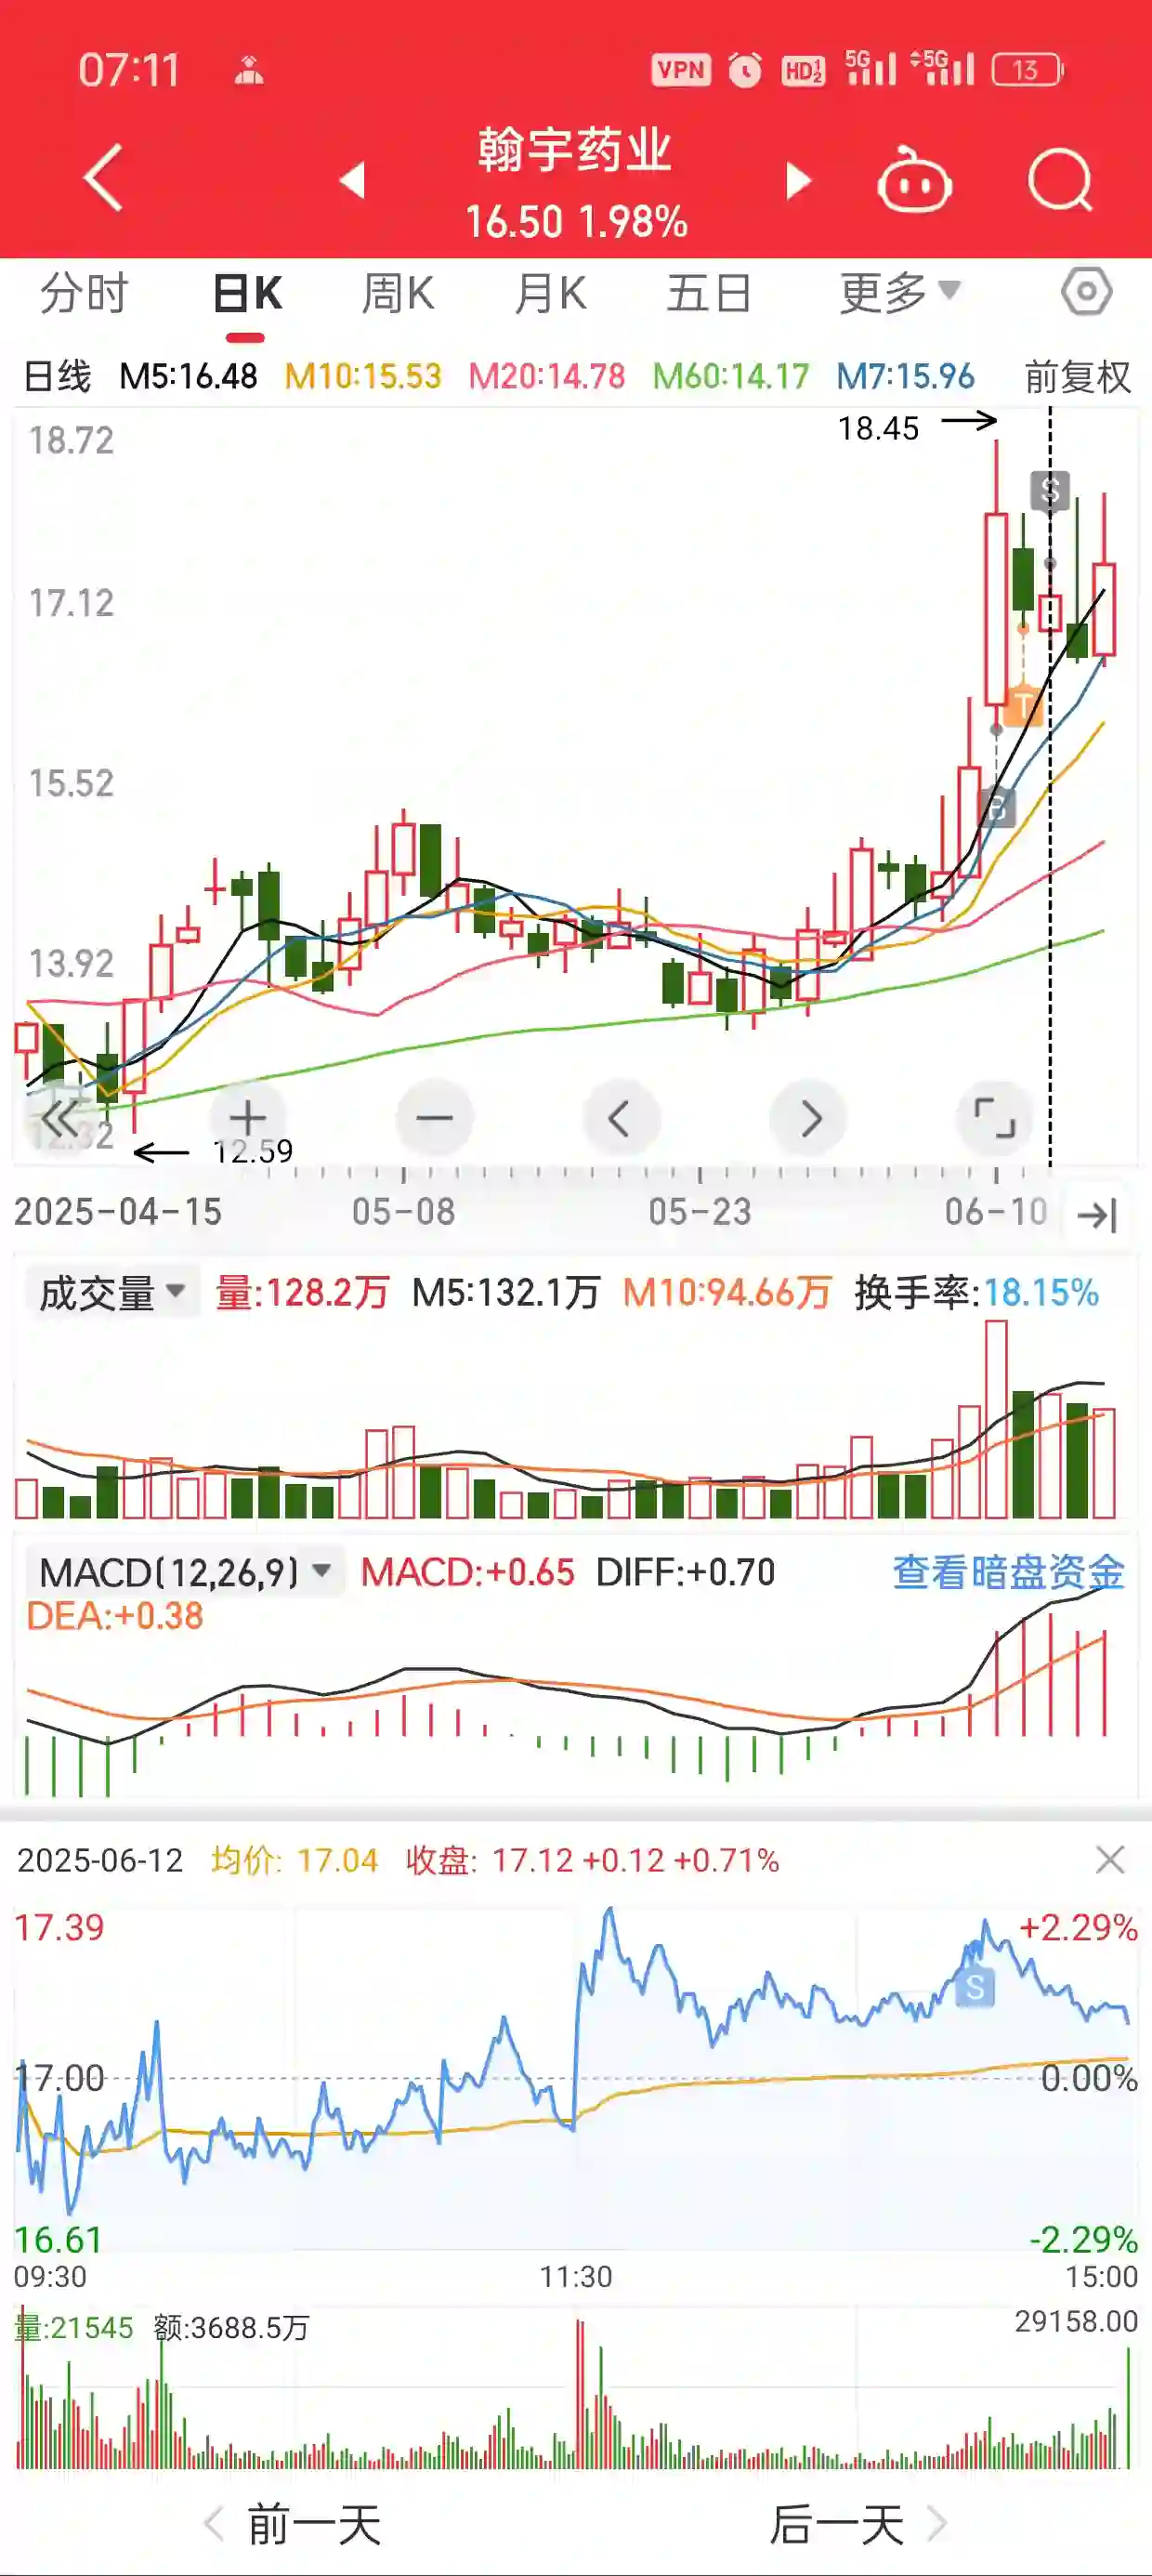 07:11 VPN HD 1 2 5G 5G 13
翰宇药业
16.50 1.98%
分时 日K 周K 月K 五日 更多
日线 M5:16.48 M10:15.53 M20:14.78 M60:14.17 M7:15.96 前复权
18.45
18.72
S
17.12
T
15.52
B
13.92
12.32
12.59
2025-04-15 05-08 05-23 06-10
成交量 量:128.2万 M5:132.1万 M10:94.66万 换手率:18.15%
MACD(12,26,9) MACD:+0.65 DIFF:+0.70 查看暗盘资金
DEA:+0.38
2025-06-12 均价: 17.04 收盘: 17.12 +0.12 +0.71%
17.39 +2.29%
S
17.00 0.00%
16.61 -2.29%
09:30 11:30 15:00
量:21545 额:3688.5万 29158.00
前一天 后一天